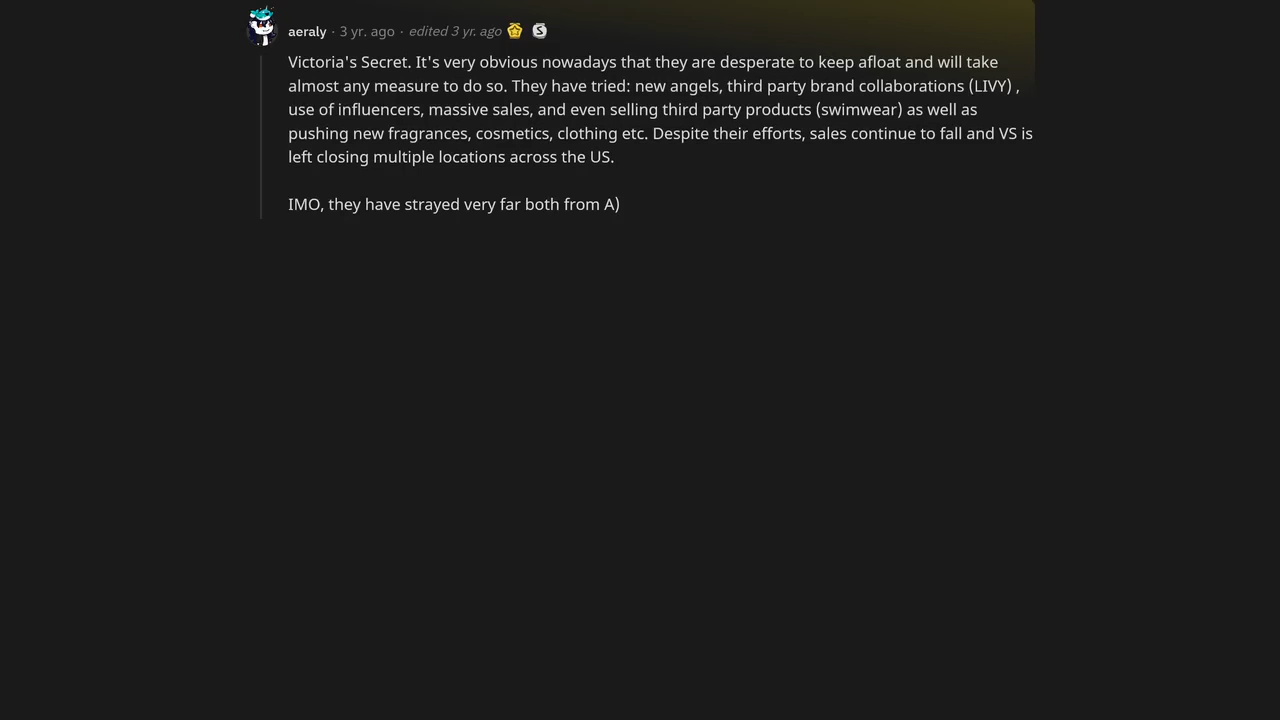 aeraly · 3 yr. ago · edited 3 yr. ago
Victoria's Secret. It's very obvious nowadays that they are desperate to keep afloat and will take
almost any measure to do so. They have tried: new angels, third party brand collaborations (LIVY) ,
use of influencers, massive sales, and even selling third party products (swimwear) as well as
pushing new fragrances, cosmetics, clothing etc. Despite their efforts, sales continue to fall and VS is
left closing multiple locations across the US.
IMO, they have strayed very far both from A)